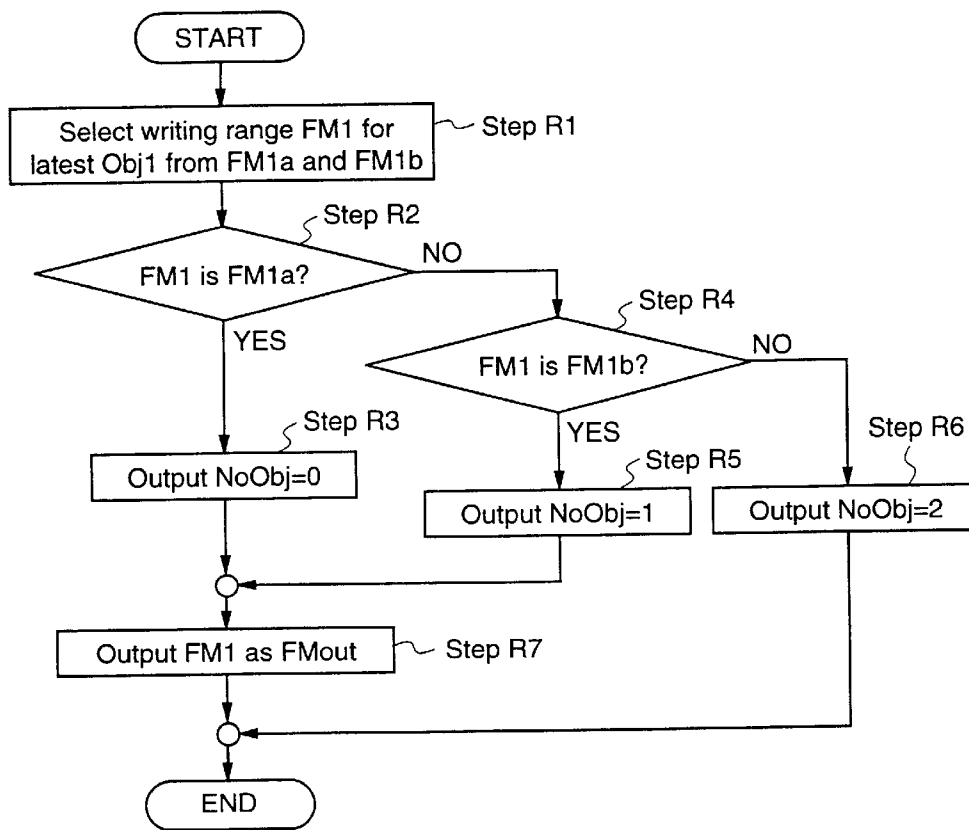 START
Select writing range FM1 for
latest Obj1 from FM1a and FM1b
Step R1
Step R2
FM1 is FM1a?
NO
YES
Step R4
FM1 is FM1b?
NO
YES
Step R3
Output NoObj=0
Step R5
Output NoObj=1
Step R6
Output NoObj=2
Output FM1 as FMout
Step R7
END